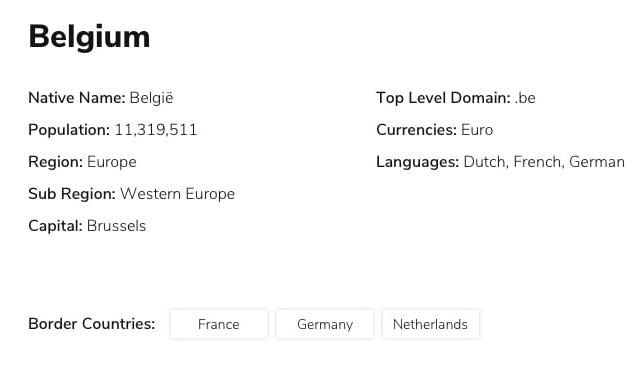 Belgium
Native Name: België
Population: 11,319,511
Region: Europe
Sub Region: Western Europe
Capital: Brussels
Top Level Domain: .be
Currencies: Euro
Languages: Dutch, French, German
Border Countries: France Germany Netherlands